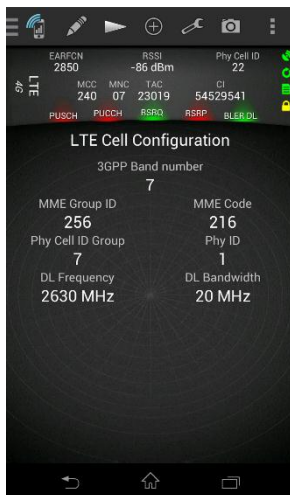 EARFCN RSSI Phy Cell ID
2850 -86 dBm 22
LTE
4G
MCC MNC TAC CI
240 07 23019 54529541
PUSCH PUCCH RSRQ RSRP BLER DL
LTE Cell Configuration
3GPP Band number
7
MME Group ID MME Code
256 216
Phy Cell ID Group Phy ID
7 1
DL Frequency DL Bandwidth
2630 MHz 20 MHz